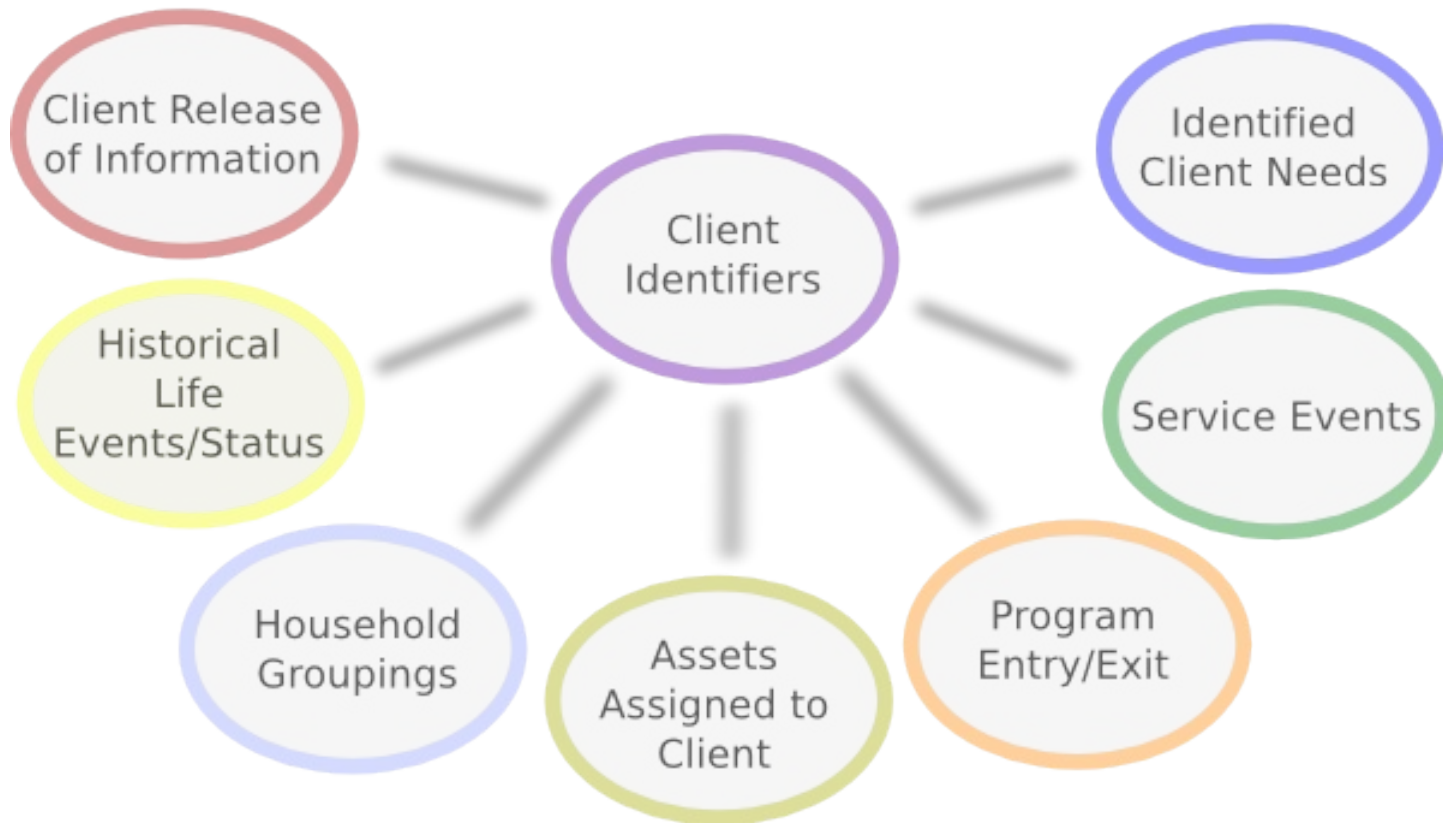 Client Release
of Information
Identified
Client Needs
Client
Identifiers
Historical
Life
Events/Status
Service Events
Household
Groupings
Assets
Assigned to
Client
Program
Entry/Exit